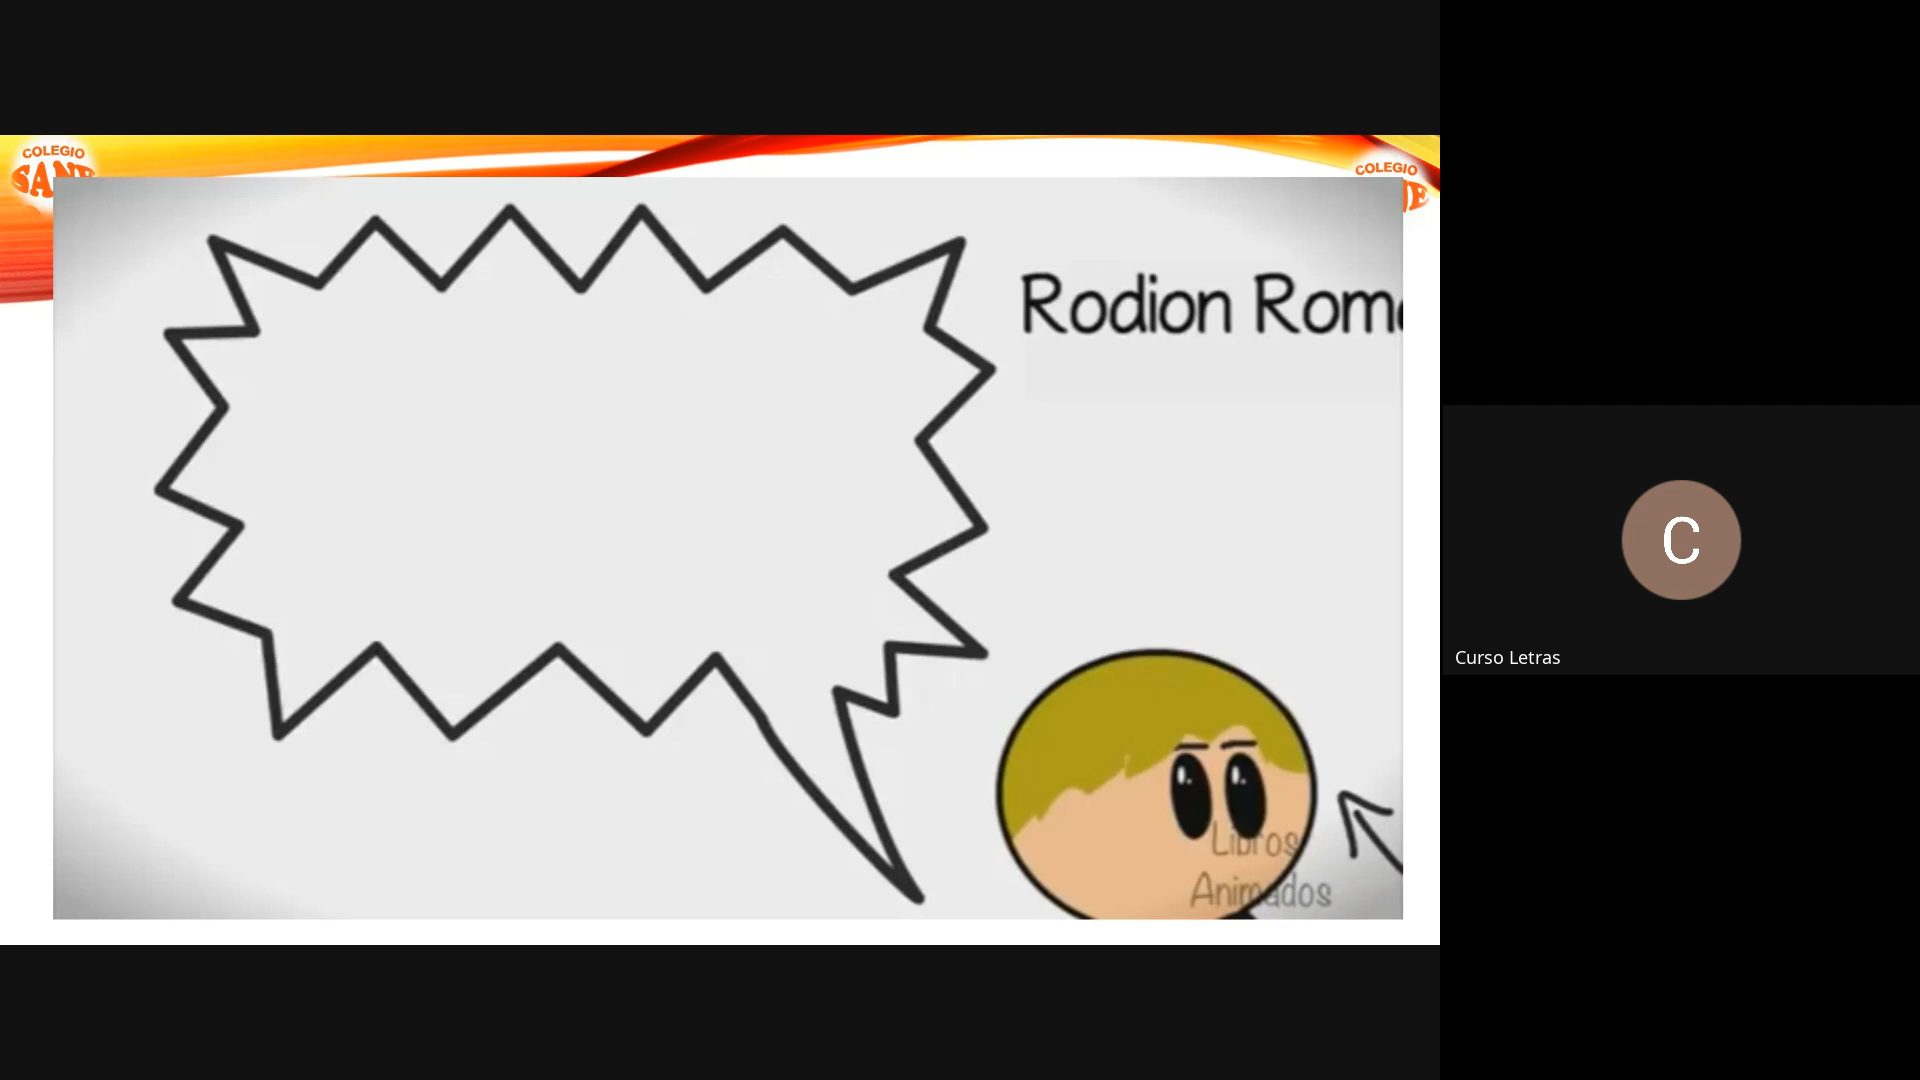 COLEGIO
COLEGIO
Rodion Rom
Libros
Animados
C
Curso Letras